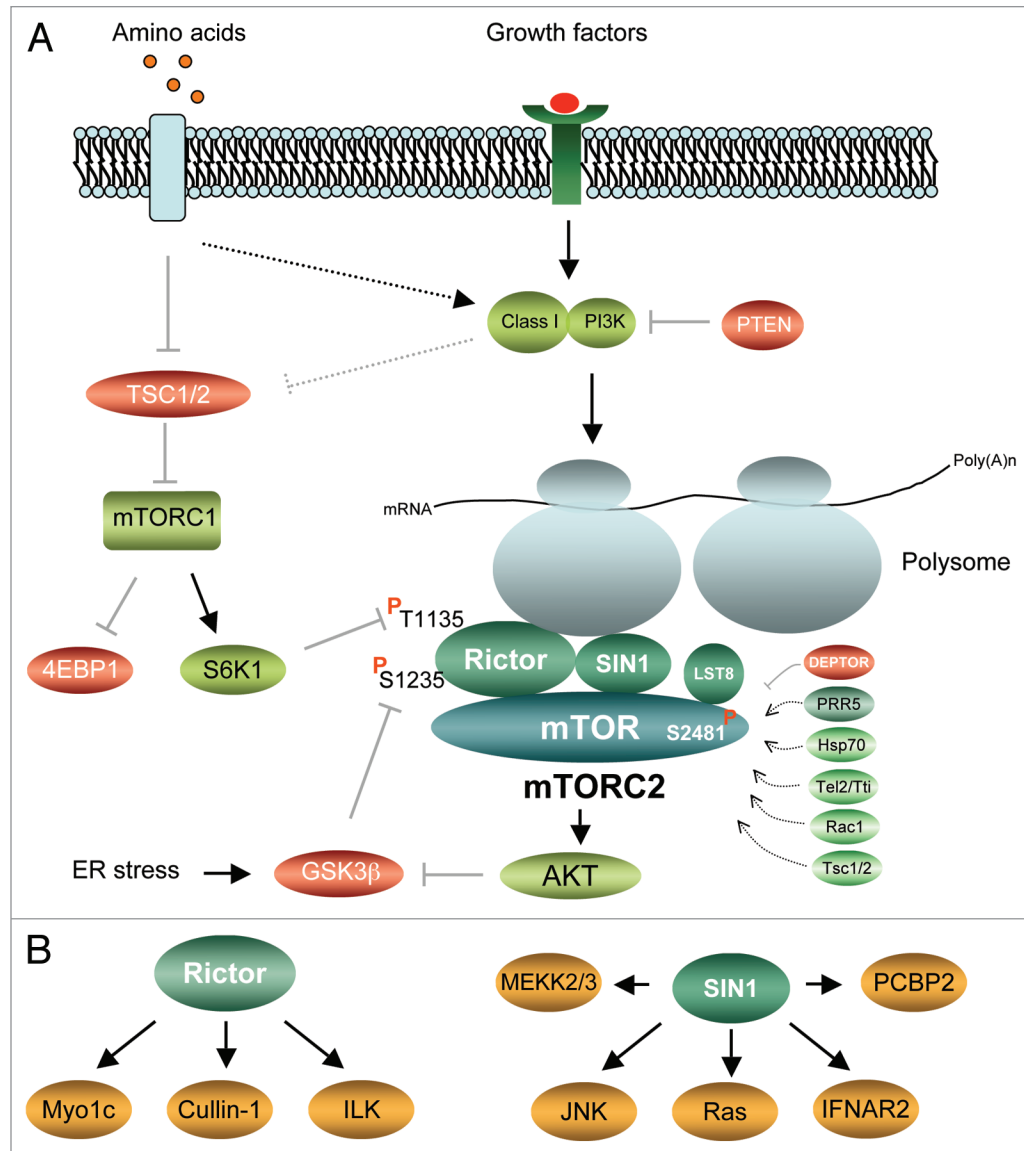 A
Amino acids
Growth factors
Class I
PI3K
PTEN
TSC1/2
mTORC1
mRNA
Poly(A)n
Polysome
4EBP1
S6K1
P
T1135
P
S1235
Rictor
SIN1
LST8
mTOR
S2481
P
mTORC2
DEPTOR
PRR5
Hsp70
Tel2/Tti
Rac1
Tsc1/2
ER stress
GSK3β
AKT
B
Rictor
Myo1c
Cullin-1
ILK
MEKK2/3
SIN1
PCBP2
JNK
Ras
IFNAR2